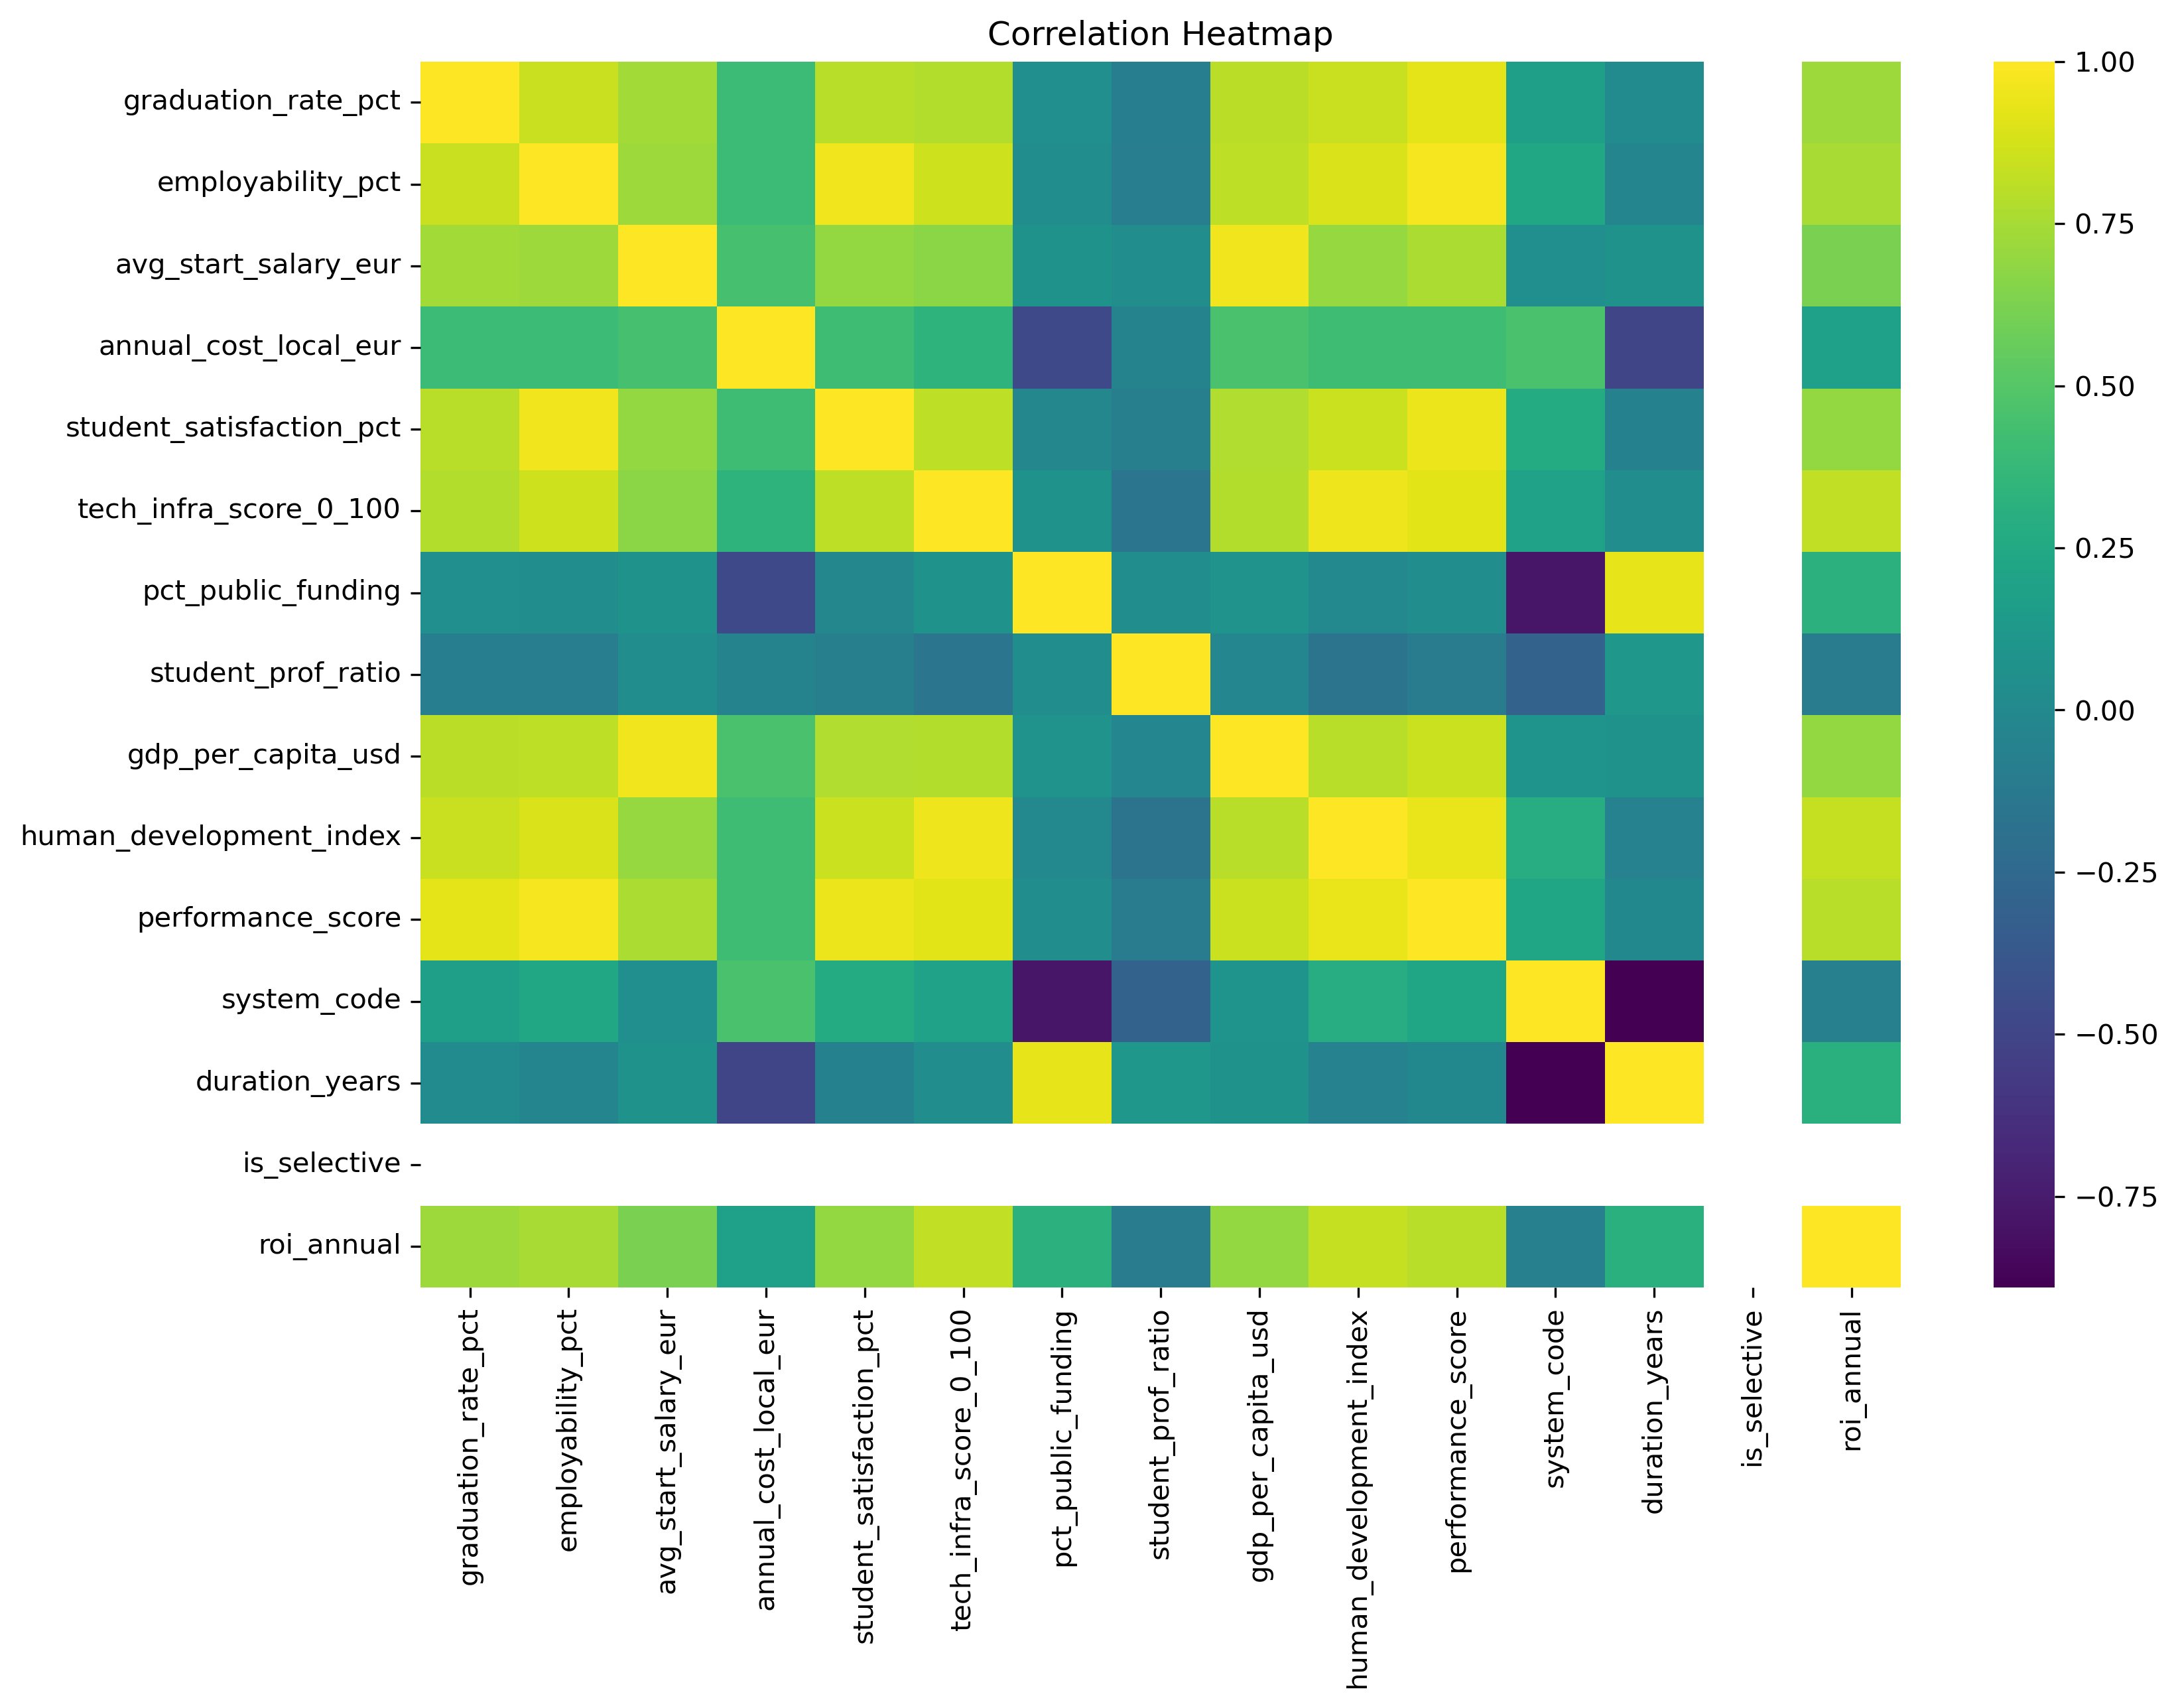 Correlation Heatmap
graduation_rate_pct
employability_pct
avg_start_salary_eur
annual_cost_local_eur
student_satisfaction_pct
tech_infra_score_0_100
pct_public_funding
student_prof_ratio
gdp_per_capita_usd
human_development_index
performance_score
system_code
duration_years
is_selective
roi_annual
graduation_rate_pct
employability_pct
avg_start_salary_eur
annual_cost_local_eur
student_satisfaction_pct
tech_infra_score_0_100
pct_public_funding
student_prof_ratio
gdp_per_capita_usd
human_development_index
performance_score
system_code
duration_years
is_selective
roi_annual
1.00
0.75
0.50
0.25
0.00
−0.25
−0.50
−0.75